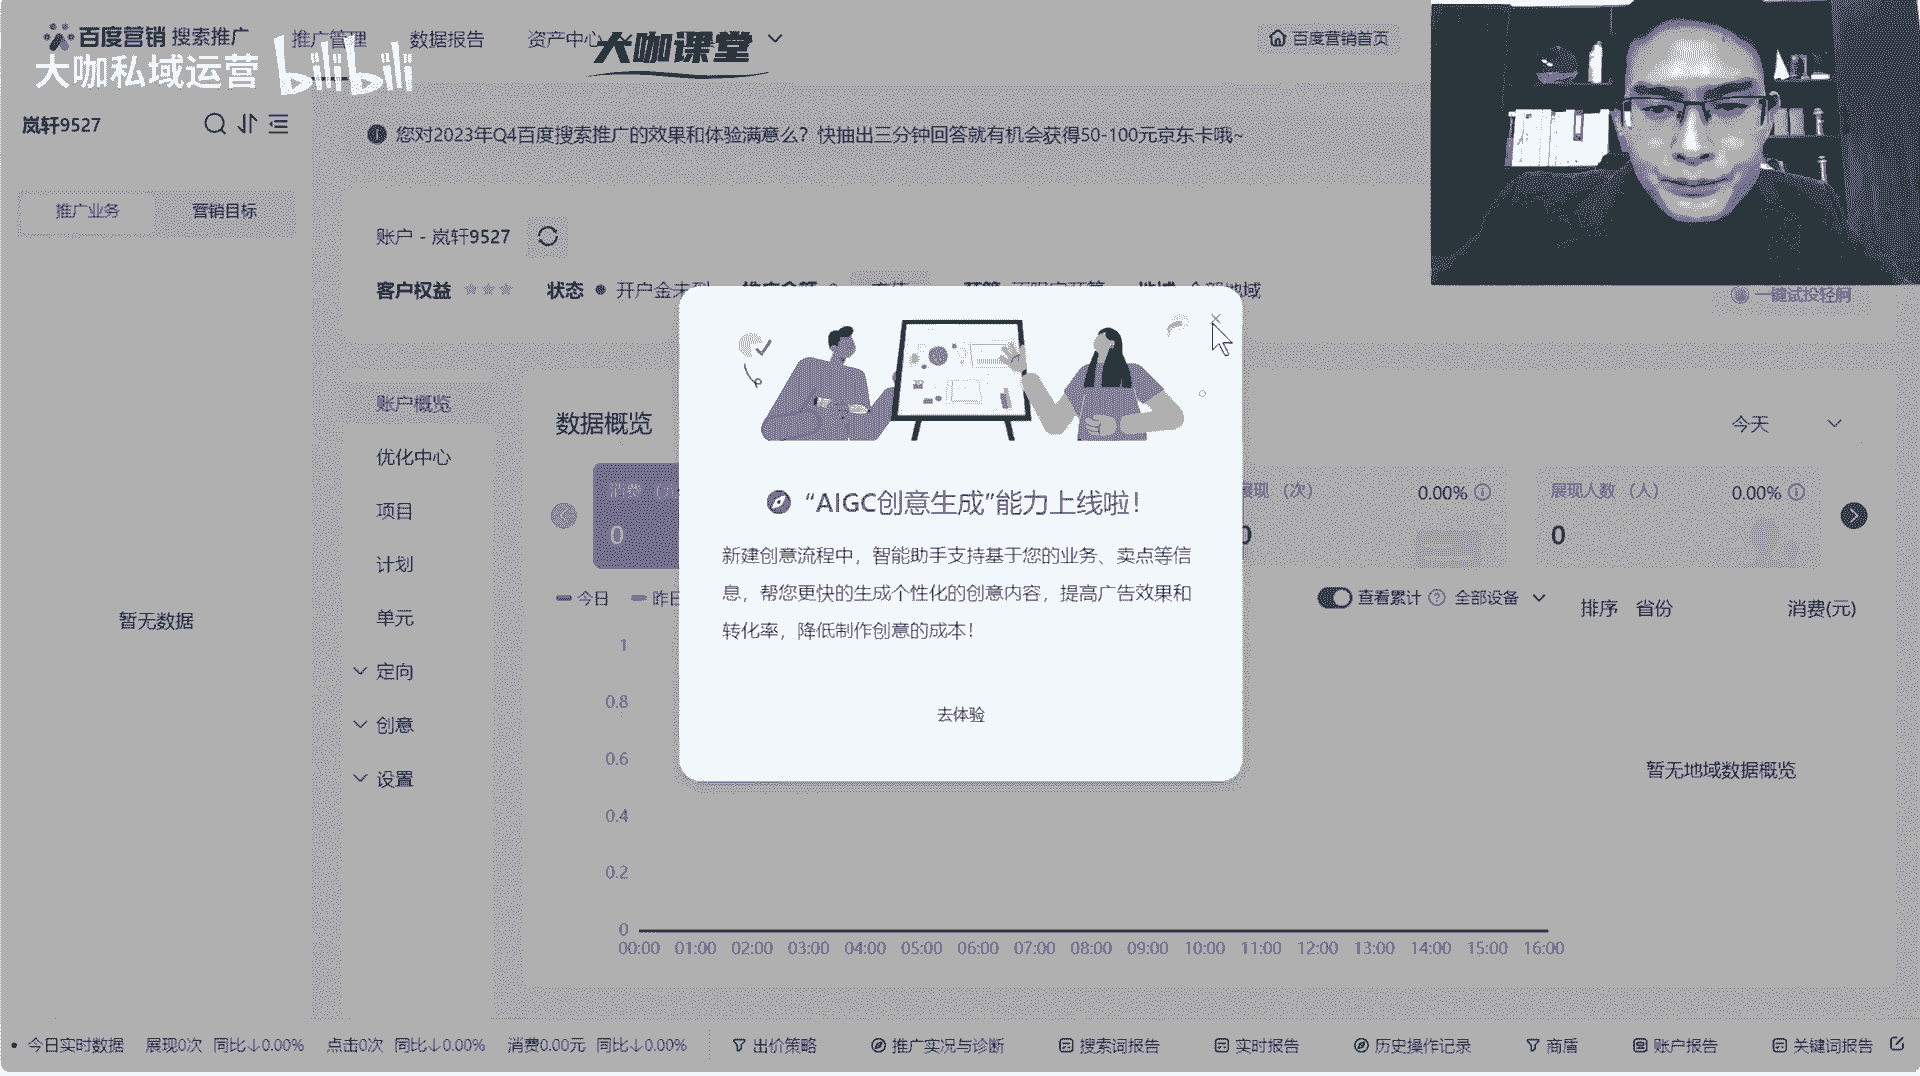 百度营销 搜索推广
推广管理
数据报告
资产中心
大咖课堂
百度营销首页
大咖私域运营 bilibili
岚轩9527
您对2023年Q4百度搜索推广的效果和体验满意么？快抽出三分钟回答就有机会获得50-100元京东卡哦~
推广业务
营销目标
账户 - 岚轩9527
客户权益
状态
开户金未
地域
一键试投轻舸
账户概览
优化中心
项目
计划
单元
定向
创意
设置
暂无数据
数据概览
今天
消费
0
展现（次）
0.00%
0
展现人数（人）
0.00%
0
“AIGC创意生成”能力上线啦！
新建创意流程中，智能助手支持基于您的业务、卖点等信
息，帮您更快的生成个性化的创意内容，提高广告效果和
转化率，降低制作创意的成本！
去体验
今日
昨日
查看累计
全部设备
排序
省份
消费(元)
1
0.8
0.6
0.4
0.2
0
00:00 01:00 02:00 03:00 04:00 05:00 06:00 07:00 08:00 09:00 10:00 11:00 12:00 13:00 14:00 15:00 16:00
暂无地域数据概览
今日实时数据 展现0次 同比↓0.00% 点击0次 同比↓0.00% 消费0.00元 同比↓0.00%
出价策略
推广实况与诊断
搜索词报告
实时报告
历史操作记录
商盾
账户报告
关键词报告